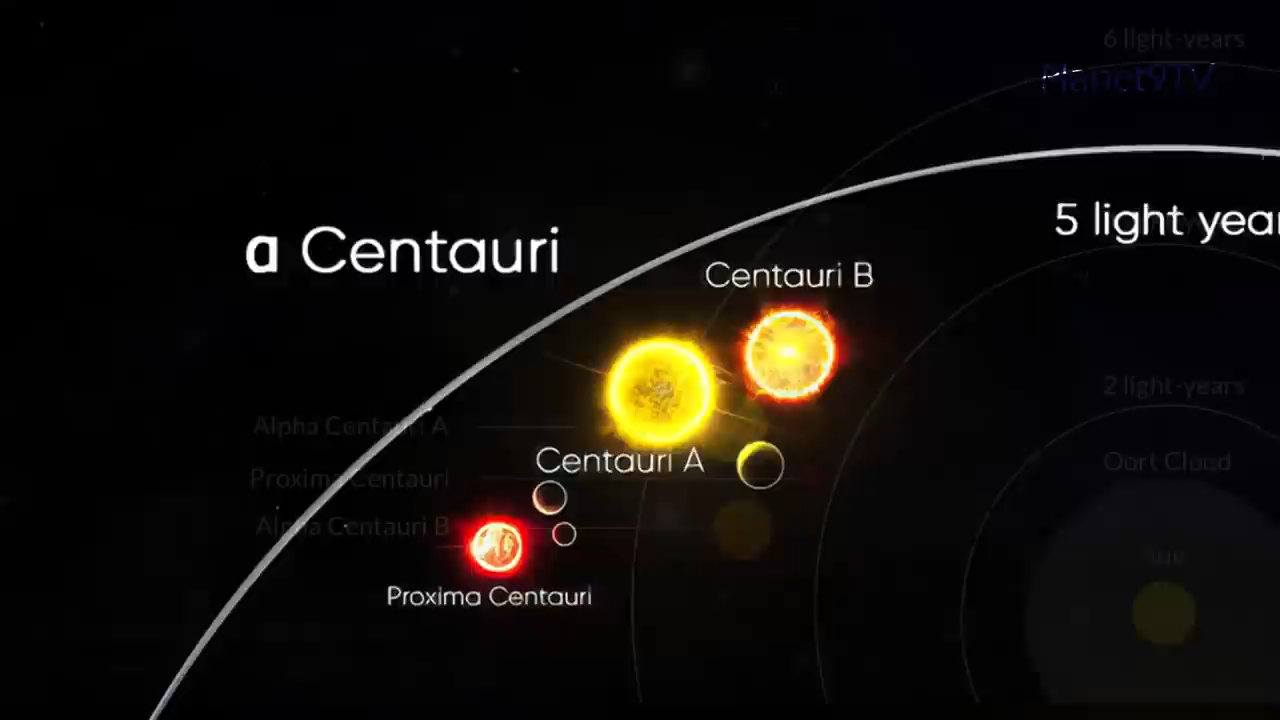 6 light-years
Planet9TV
5 light year
α Centauri
Centauri B
2 light-years
Alpha Centauri A
Centauri A
Oort Cloud
Proxima Centauri
Alpha Centauri B
Sun
Proxima Centauri